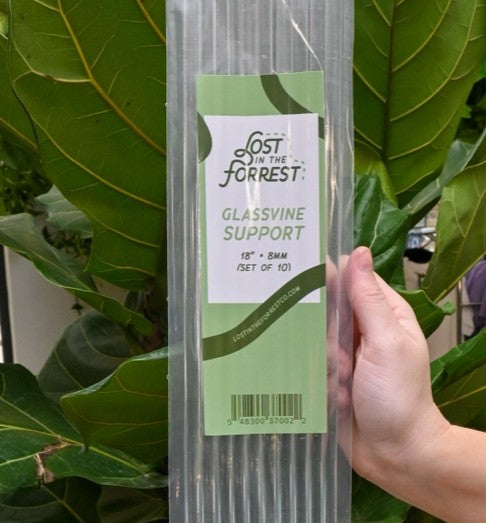 LOST
IN THE
FORREST
GLASSVINE
SUPPORT
18" • 8MM
(SET OF 10)
LOSTINTHEFORRESTCO.COM
5 48300 37002 2